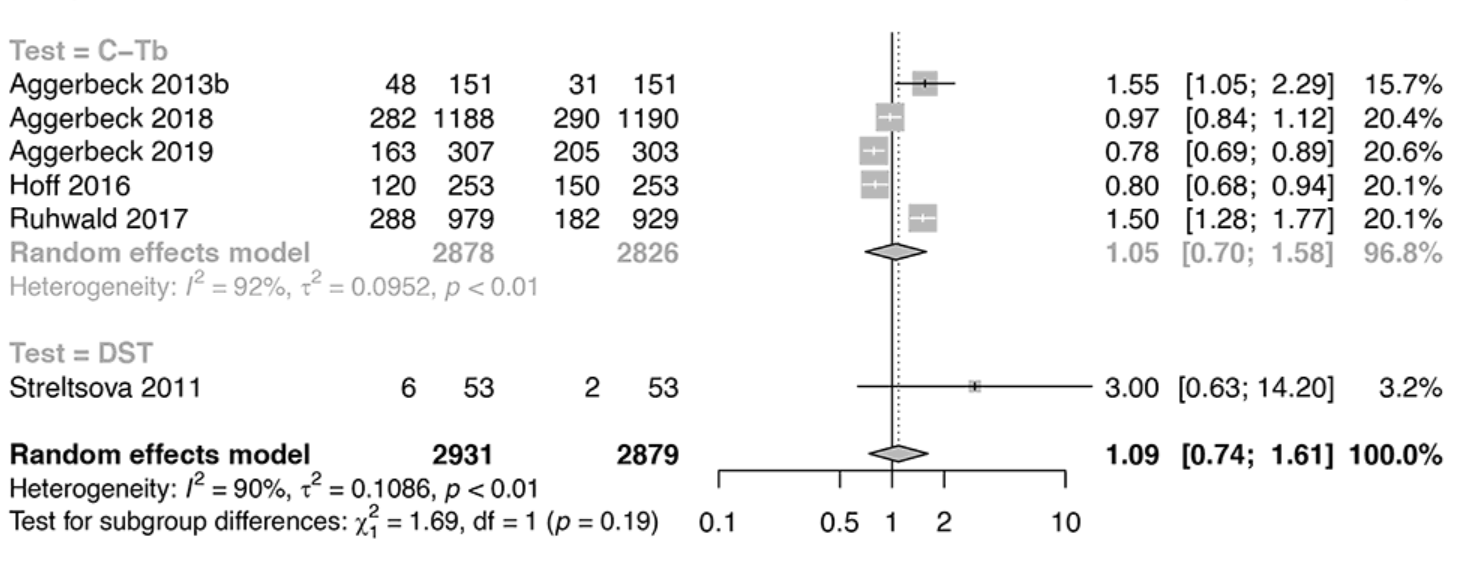 Test = C−Tb
Aggerbeck 2013b 48 151 31 151 1.55 [1.05; 2.29] 15.7%
Aggerbeck 2018 282 1188 290 1190 0.97 [0.84; 1.12] 20.4%
Aggerbeck 2019 163 307 205 303 0.78 [0.69; 0.89] 20.6%
Hoff 2016 120 253 150 253 0.80 [0.68; 0.94] 20.1%
Ruhwald 2017 288 979 182 929 1.50 [1.28; 1.77] 20.1%
Random effects model 2878 2826 1.05 [0.70; 1.58] 96.8%
Heterogeneity: I² = 92%, τ² = 0.0952, p < 0.01
Test = DST
Streltsova 2011 6 53 2 53 3.00 [0.63; 14.20] 3.2%
Random effects model 2931 2879 1.09 [0.74; 1.61] 100.0%
Heterogeneity: I² = 90%, τ² = 0.1086, p < 0.01
Test for subgroup differences: χ²₁ = 1.69, df = 1 (p = 0.19) 0.1 0.5 1 2 10